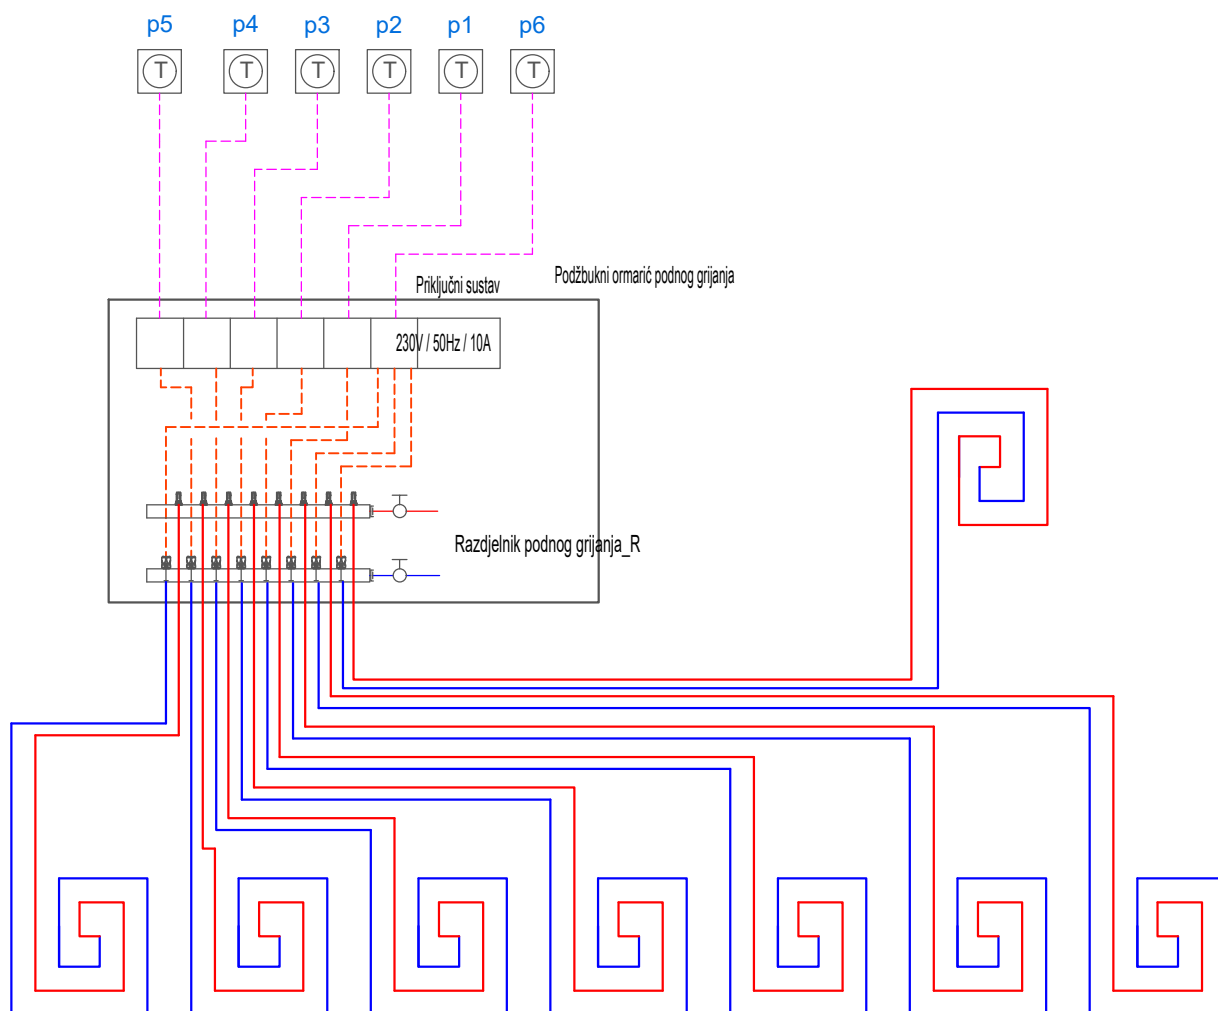 p5 p4 p3 p2 p1 p6
T T T T T T
Podžbukni ormarić podnog grijanja
Priključni sustav
230V / 50Hz / 10A
Razdjelnik podnog grijanja_R